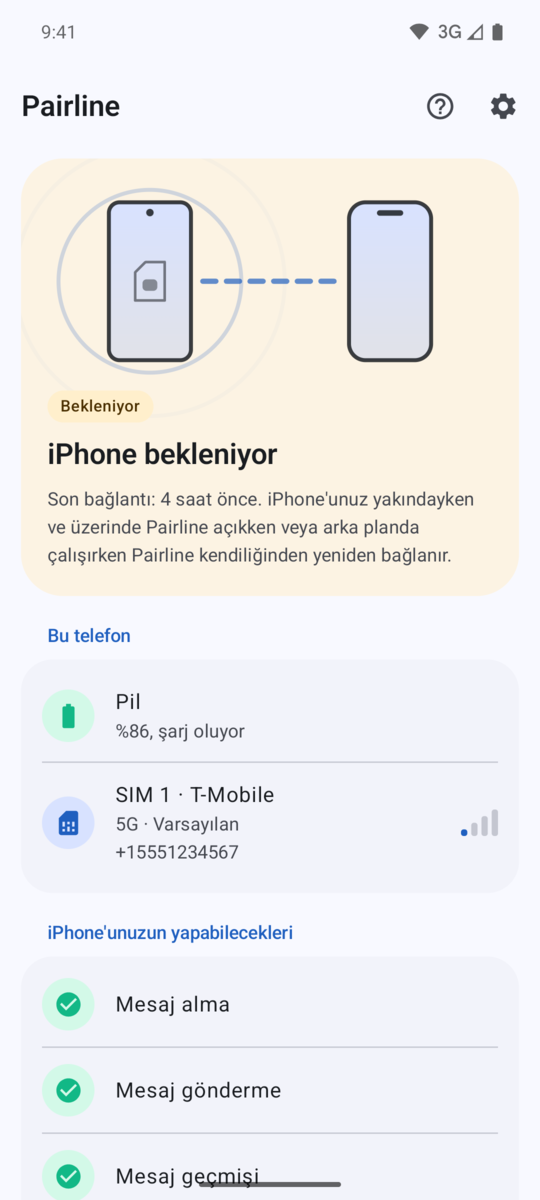 9:41
3G
Pairline
Bekleniyor
iPhone bekleniyor
Son bağlantı: 4 saat önce. iPhone'unuz yakındayken
ve üzerinde Pairline açıkken veya arka planda
çalışırken Pairline kendiliğinden yeniden bağlanır.
Bu telefon
Pil
%86, şarj oluyor
SIM 1 · T-Mobile
5G · Varsayılan
+15551234567
iPhone'unuzun yapabilecekleri
Mesaj alma
Mesaj gönderme
Mesaj geçmişi